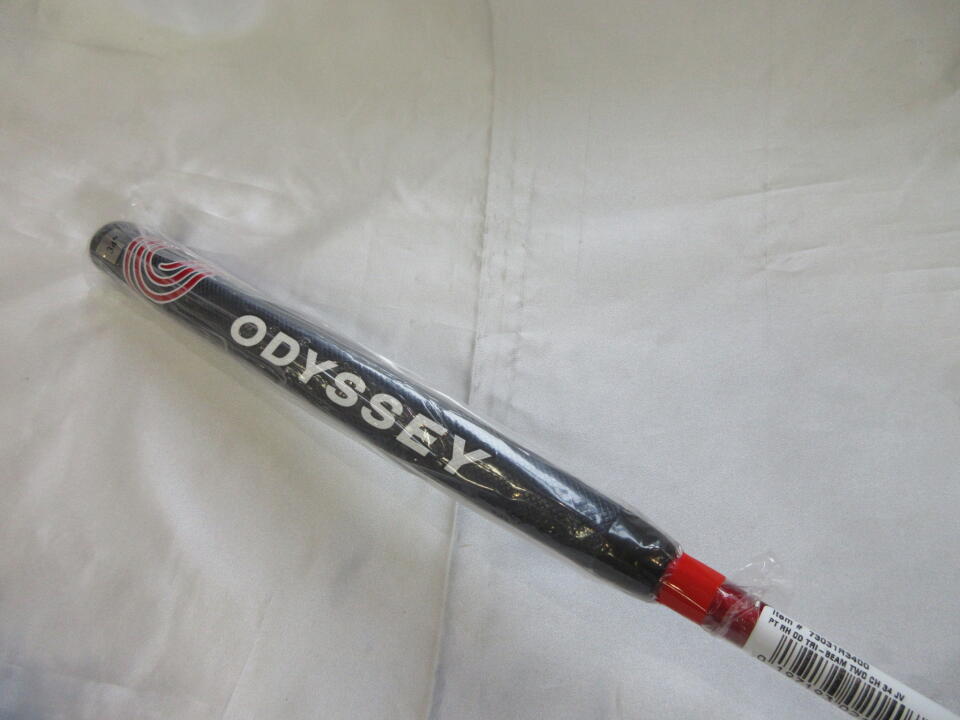 ODYSSEY
Item # 73031R3400
PT RH OD TRI-BEAM TWO CH 34 JV